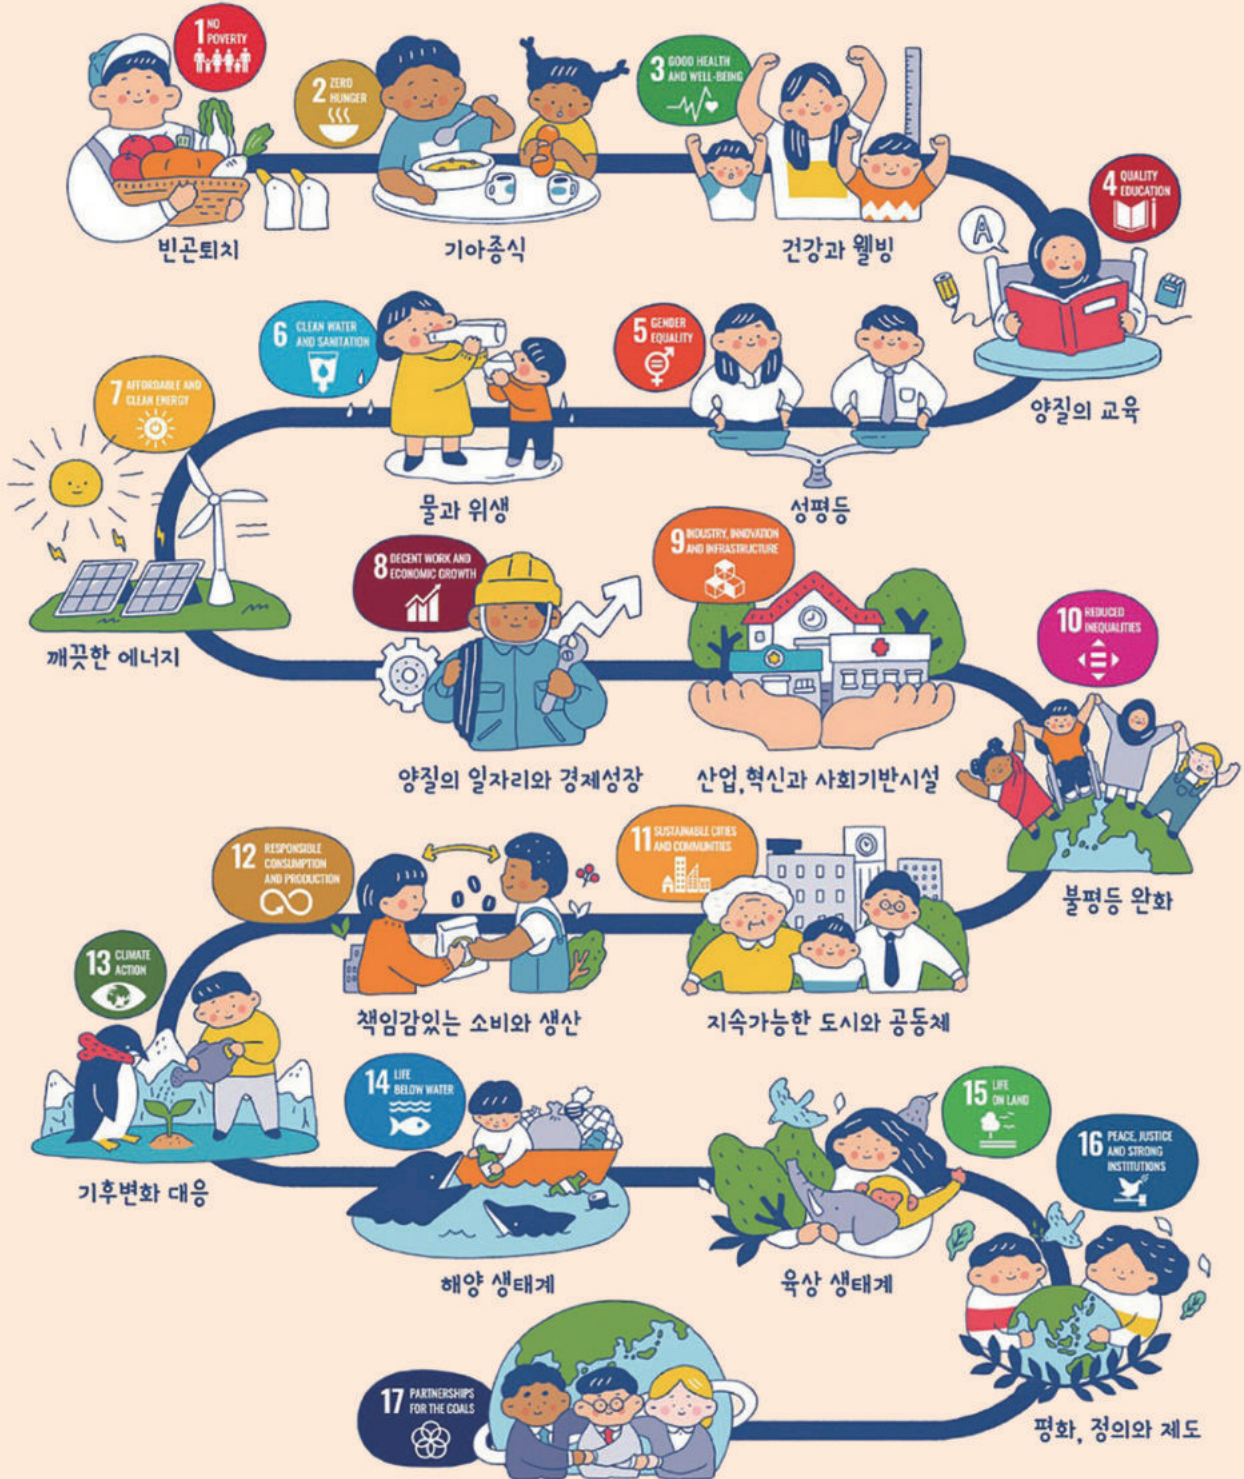 1 NO
POVERTY
빈곤퇴치
2 ZERO
HUNGER
기아종식
3 GOOD HEALTH
AND WELL-BEING
건강과 웰빙
4 QUALITY
EDUCATION
A
양질의 교육
5 GENDER
EQUALITY
성평등
6 CLEAN WATER
AND SANITATION
물과 위생
7 AFFORDABLE AND
CLEAN ENERGY
깨끗한 에너지
8 DECENT WORK AND
ECONOMIC GROWTH
양질의 일자리와 경제성장
9 INDUSTRY, INNOVATION
AND INFRASTRUCTURE
산업,혁신과 사회기반시설
10 REDUCED
INEQUALITIES
불평등 완화
11 SUSTAINABLE CITIES
AND COMMUNITIES
지속가능한 도시와 공동체
12 RESPONSIBLE
CONSUMPTION
AND PRODUCTION
책임감있는 소비와 생산
13 CLIMATE
ACTION
기후변화 대응
14 LIFE
BELOW WATER
해양 생태계
15 LIFE
ON LAND
육상 생태계
16 PEACE, JUSTICE
AND STRONG
INSTITUTIONS
평화, 정의와 제도
17 PARTNERSHIPS
FOR THE GOALS